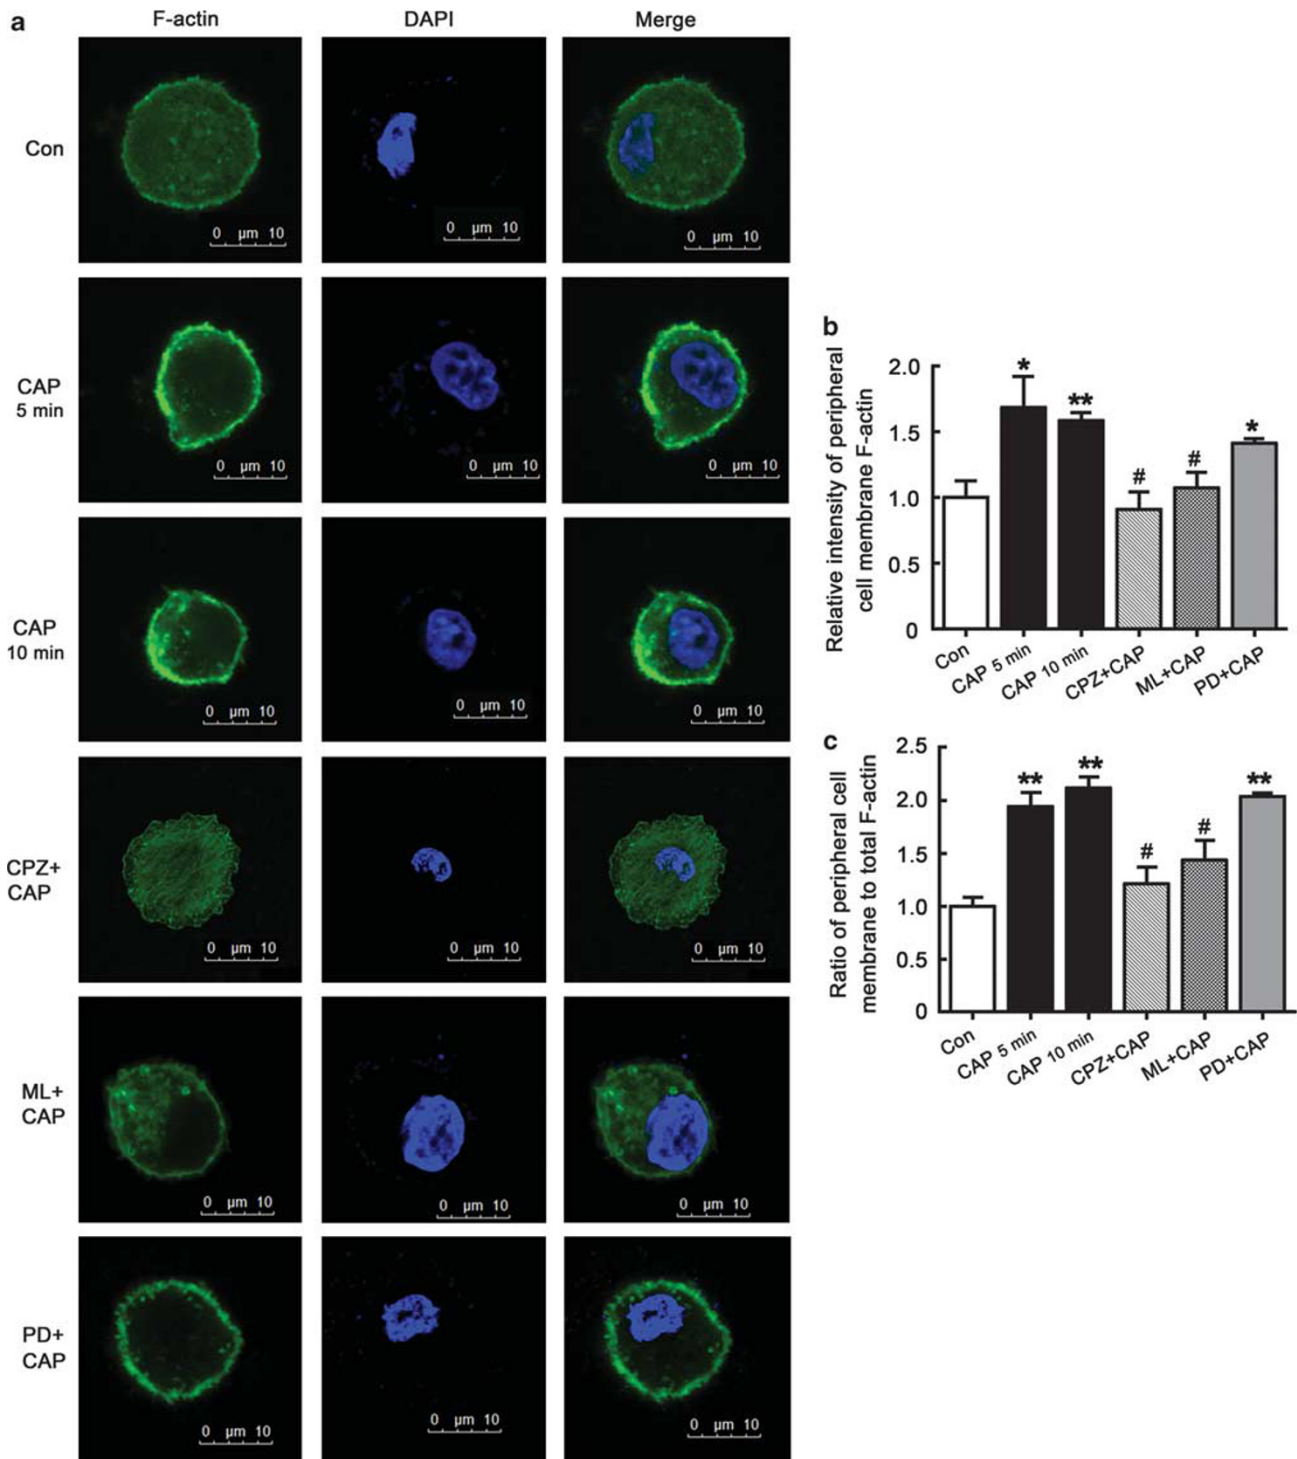 a
F-actin DAPI Merge
Con
0 µm 10
0 µm 10
0 µm 10
CAP
5 min
0 µm 10
0 µm 10
0 µm 10
CAP
10 min
0 µm 10
0 µm 10
0 µm 10
CPZ+
CAP
0 µm 10
0 µm 10
0 µm 10
ML+
CAP
0 µm 10
0 µm 10
0 µm 10
PD+
CAP
0 µm 10
0 µm 10
0 µm 10
b
Relative intensity of peripheral
cell membrane F-actin
2.0
1.5
1.0
0.5
0
*
**
#
#
*
Con
CAP 5 min
CAP 10 min
CPZ+CAP
ML+CAP
PD+CAP
c
Ratio of peripheral cell
membrane to total F-actin
2.5
2.0
1.5
1.0
0.5
0
**
**
#
#
**
Con
CAP 5 min
CAP 10 min
CPZ+CAP
ML+CAP
PD+CAP